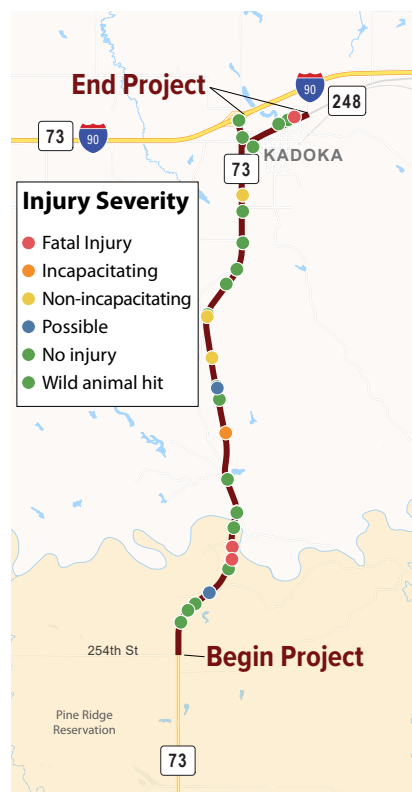 End Project
90
248
73
90
KADOKA
73
Injury Severity
Fatal Injury
Incapacitating
Non-incapacitating
Possible
No injury
Wild animal hit
254th St
Begin Project
Pine Ridge
Reservation
73